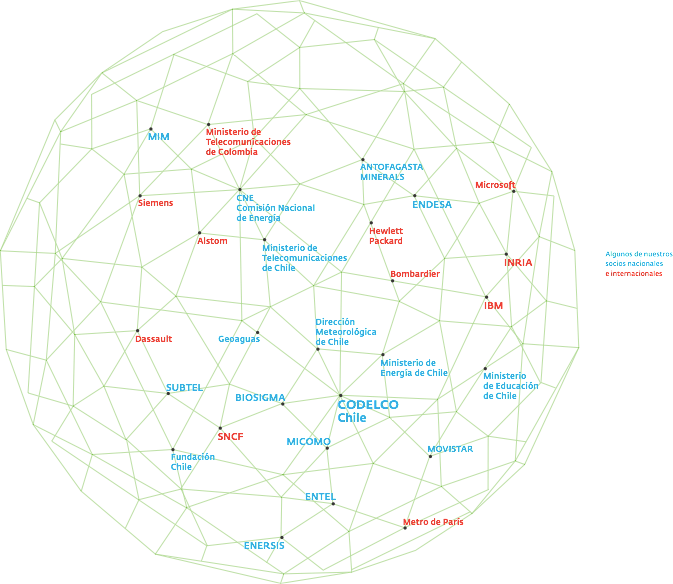 MIM
Ministerio de
Telecomunicaciones
de Colombia
ANTOFAGASTA
MINERALS
Microsoft
Siemens
CNE
Comisión Nacional
de Energía
ENDESA
Alstom
Hewlett
Packard
Ministerio de
Telecomunicaciones
de Chile
Algunos de nuestros
socios nacionales
e internacionales
INRIA
Bombardier
IBM
Dirección
Meteorológica
de Chile
Dassault
Geoaguas
Ministerio de
Energía de Chile
Ministerio
de Educación
de Chile
SUBTEL
BIOSIGMA
CODELCO
Chile
SNCF
MICOMO
MOVISTAR
Fundación
Chile
ENTEL
Metro de París
ENERSIS